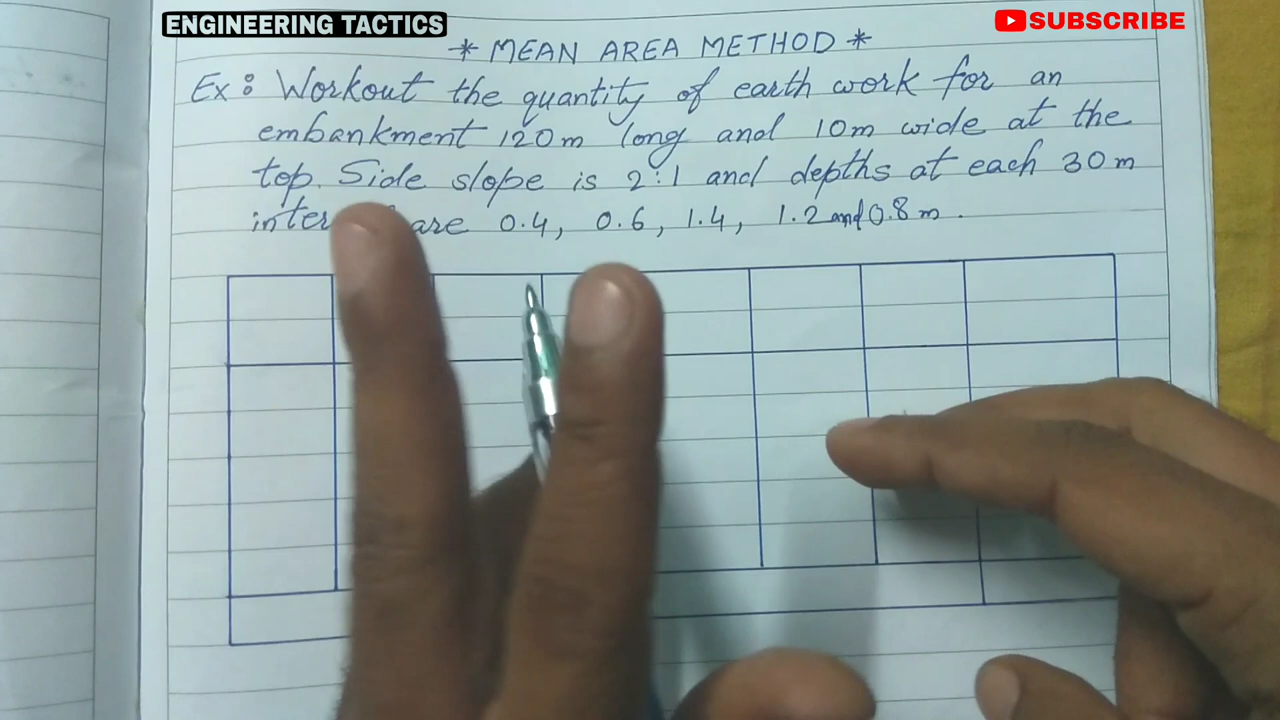 ENGINEERING TACTICS
SUBSCRIBE
* MEAN AREA METHOD *
Ex: Workout the quantity of earth work for an
embankment 120m long and 10m wide at the
top. Side slope is 2:1 and depths at each 30m
are 0.4, 0.6, 1.4, 1.2 and 0.8m.